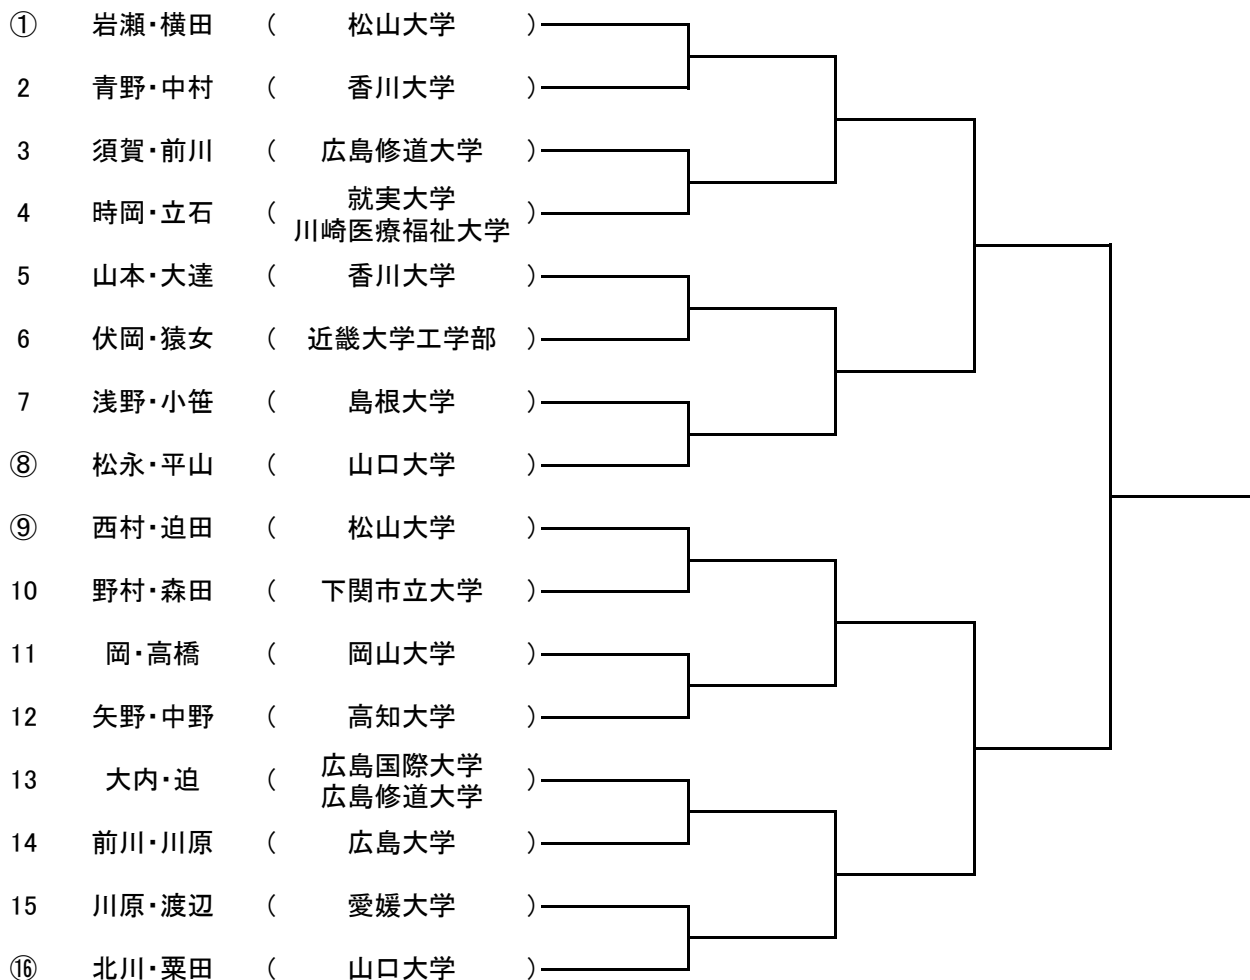 ① 岩瀬・横田 ( 松山大学 )
2 青野・中村 ( 香川大学 )
3 須賀・前川 ( 広島修道大学 )
4 時岡・立石 ( 就実大学
川崎医療福祉大学 )
5 山本・大達 ( 香川大学 )
6 伏岡・猿女 ( 近畿大学工学部 )
7 浅野・小笹 ( 島根大学 )
⑧ 松永・平山 ( 山口大学 )
⑨ 西村・迫田 ( 松山大学 )
10 野村・森田 ( 下関市立大学 )
11 岡・高橋 ( 岡山大学 )
12 矢野・中野 ( 高知大学 )
13 大内・迫 ( 広島国際大学
広島修道大学 )
14 前川・川原 ( 広島大学 )
15 川原・渡辺 ( 愛媛大学 )
⑯ 北川・粟田 ( 山口大学 )